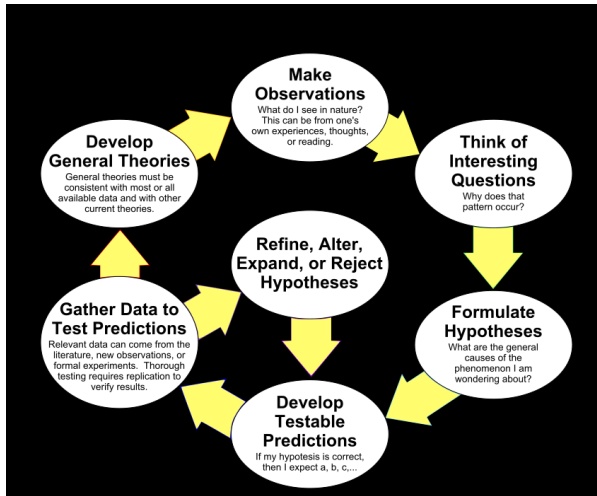 Make
Observations
What do I see in nature?
This can be from one's
own experiences, thoughts,
or reading.
Think of
Interesting
Questions
Why does that
pattern occur?
Formulate
Hypotheses
What are the general
causes of the
phenomenon I am
wondering about?
Develop
Testable
Predictions
If my hypotesis is correct,
then I expect a, b, c,...
Gather Data to
Test Predictions
Relevant data can come from the
literature, new observations, or
formal experiments. Thorough
testing requires replication to
verify results.
Refine, Alter,
Expand, or Reject
Hypotheses
Develop
General Theories
General theories must be
consistent with most or all
available data and with other
current theories.